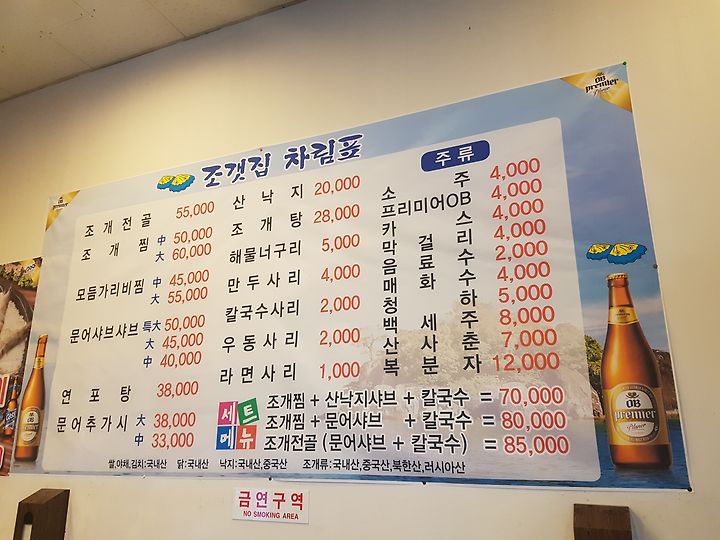 조갯집 차림표
조개전골 55,000
조개찜 中 50,000
大 60,000
모듬가리비찜 中 45,000
大 55,000
문어샤브샤브 특大 50,000
大 45,000
中 40,000
연포탕 38,000
문어추가시 大 38,000
中 33,000
산낙지 20,000
조개탕 28,000
해물너구리 5,000
만두사리 4,000
칼국수사리 2,000
우동사리 2,000
라면사리 1,000
주류
소주 4,000
프리미어OB 4,000
카스 4,000
막걸리 4,000
음료수
매화수 4,000
청하 5,000
백세주 8,000
산사춘 7,000
복분자 12,000
세트메뉴
조개찜 + 산낙지샤브 + 칼국수 = 70,000
조개찜 + 문어샤브 + 칼국수 = 80,000
조개전골 (문어샤브 + 칼국수) = 85,000
쌀,야채,김치:국내산 닭:국내산 낙지:국내산,중국산 조개류:국내산,중국산,북한산,러시아산
OB
premier
Pilsner
OB
premier
Pilsner
금연구역
NO SMOKING AREA